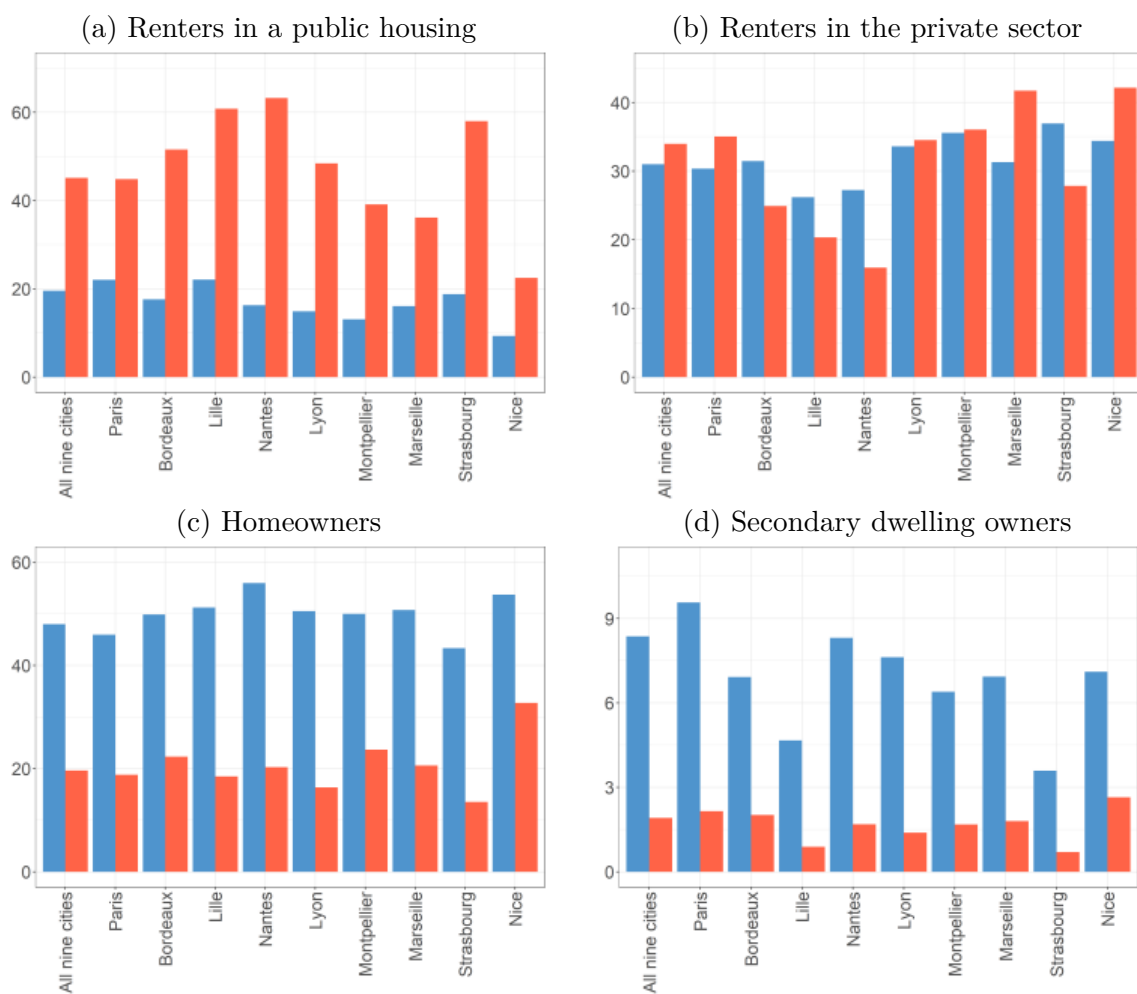 (a) Renters in a public housing
60
40
20
0
All nine cities
Paris
Bordeaux
Lille
Nantes
Lyon
Montpellier
Marseille
Strasbourg
Nice
(b) Renters in the private sector
40
30
20
10
0
All nine cities
Paris
Bordeaux
Lille
Nantes
Lyon
Montpellier
Marseille
Strasbourg
Nice
(c) Homeowners
60
40
20
0
All nine cities
Paris
Bordeaux
Lille
Nantes
Lyon
Montpellier
Marseille
Strasbourg
Nice
(d) Secondary dwelling owners
9
6
3
0
All nine cities
Paris
Bordeaux
Lille
Nantes
Lyon
Montpellier
Marseille
Strasbourg
Nice